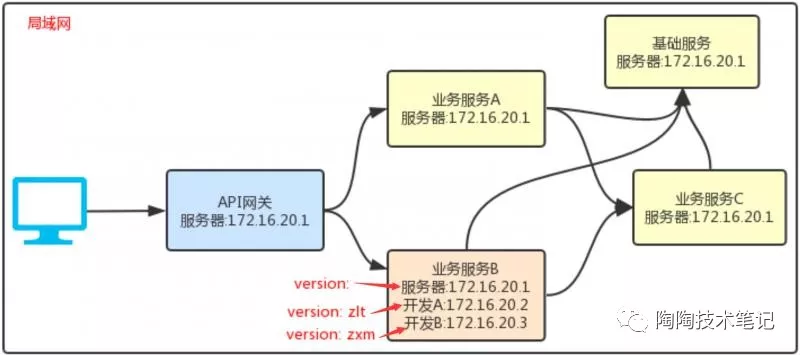 局域网
基础服务
服务器:172.16.20.1
业务服务A
服务器:172.16.20.1
API网关
服务器:172.16.20.1
业务服务C
服务器:172.16.20.1
业务服务B
version:
服务器:172.16.20.1
version: zlt
开发A:172.16.20.2
version: zxm
开发B:172.16.20.3
陶陶技术笔记